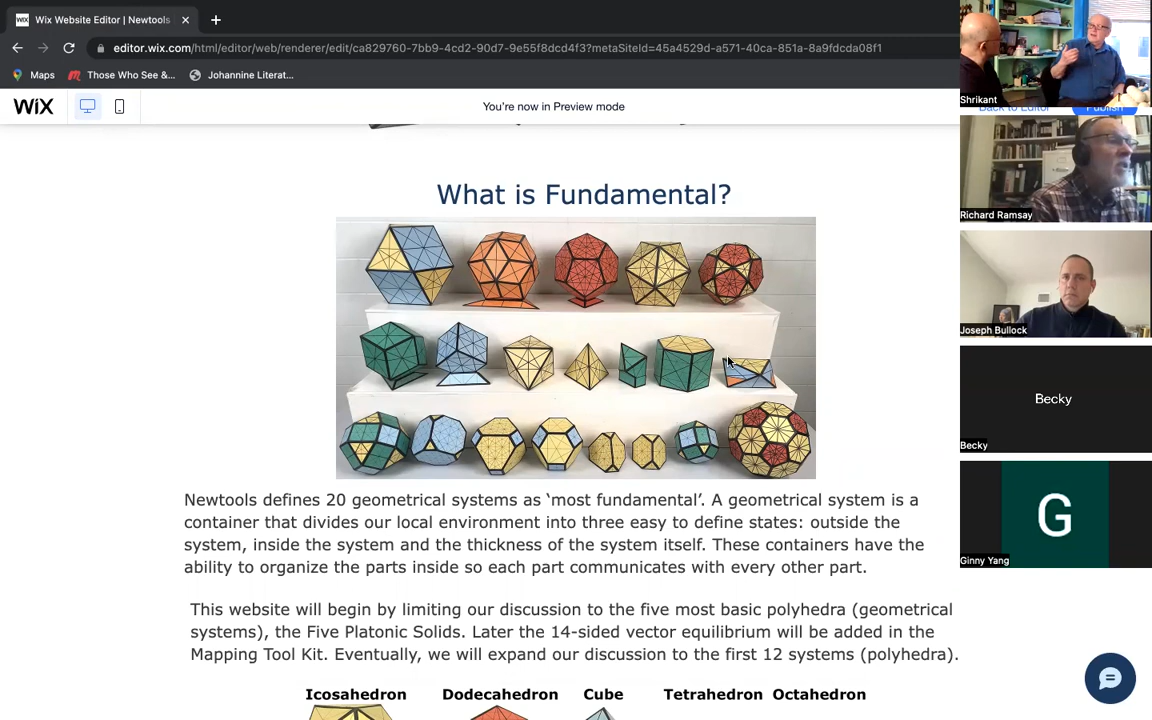 Wix Website Editor | Newtools
editor.wix.com/html/editor/web/renderer/edit/ca829760-7bb9-4cd2-90d7-9e55f8dcd4f3?metaSiteId=45a4529d-a571-40ca-851a-8a9fdcda08f1
Maps
Those Who See &...
Johannine Literat...
WiX
You're now in Preview mode
Back to Editor
Publish
What is Fundamental?
Newtools defines 20 geometrical systems as ‘most fundamental’. A geometrical system is a
container that divides our local environment into three easy to define states: outside the
system, inside the system and the thickness of the system itself. These containers have the
ability to organize the parts inside so each part communicates with every other part.
This website will begin by limiting our discussion to the five most basic polyhedra (geometrical
systems), the Five Platonic Solids. Later the 14-sided vector equilibrium will be added in the
Mapping Tool Kit. Eventually, we will expand our discussion to the first 12 systems (polyhedra).
Icosahedron Dodecahedron Cube Tetrahedron Octahedron
Shrikant
Richard Ramsay
Joseph Bullock
Becky
Becky
G
Ginny Yang